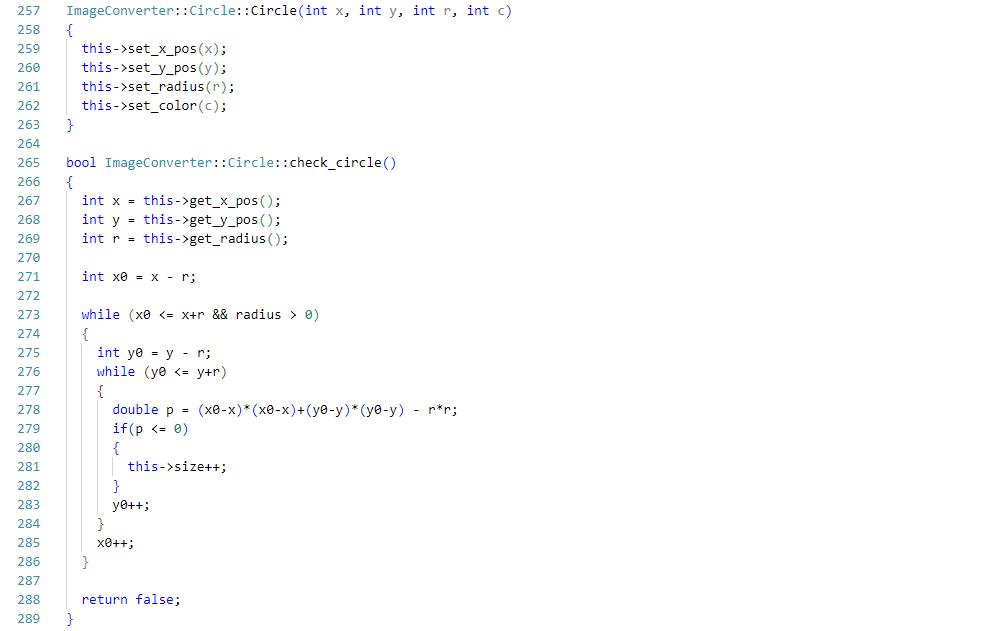 257 ImageConverter::Circle::Circle(int x, int y, int r, int c)
258 {
259   this->set_x_pos(x);
260   this->set_y_pos(y);
261   this->set_radius(r);
262   this->set_color(c);
263 }
264
265 bool ImageConverter::Circle::check_circle()
266 {
267   int x = this->get_x_pos();
268   int y = this->get_y_pos();
269   int r = this->get_radius();
270
271   int x0 = x - r;
272
273   while (x0 <= x+r && radius > 0)
274   {
275     int y0 = y - r;
276     while (y0 <= y+r)
277     {
278       double p = (x0-x)*(x0-x)+(y0-y)*(y0-y) - r*r;
279       if(p <= 0)
280       {
281         this->size++;
282       }
283       y0++;
284     }
285     x0++;
286   }
287
288   return false;
289 }